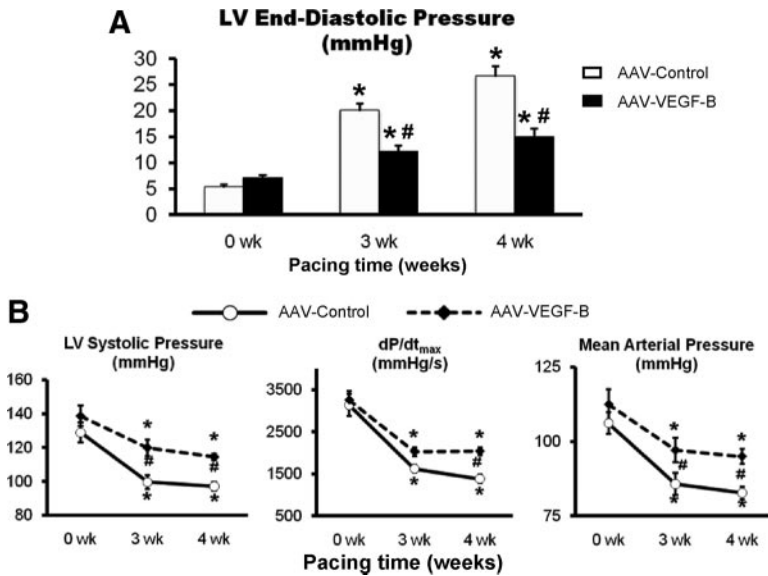 A
LV End-Diastolic Pressure
(mmHg)
30
25
20
15
10
5
0
*
* #
*
* #
AAV-Control
AAV-VEGF-B
0 wk
3 wk
4 wk
Pacing time (weeks)
B
AAV-Control
AAV-VEGF-B
LV Systolic Pressure
(mmHg)
160
140
120
100
80
*
*
#
#
*
*
0 wk
3 wk
4 wk
dP/dtmax
(mmHg/s)
3500
2500
1500
500
*
*
#
*
*
0 wk
3 wk
4 wk
Mean Arterial Pressure
(mmHg)
125
100
75
*
*
#
#
*
*
0 wk
3 wk
4 wk
Pacing time (weeks)